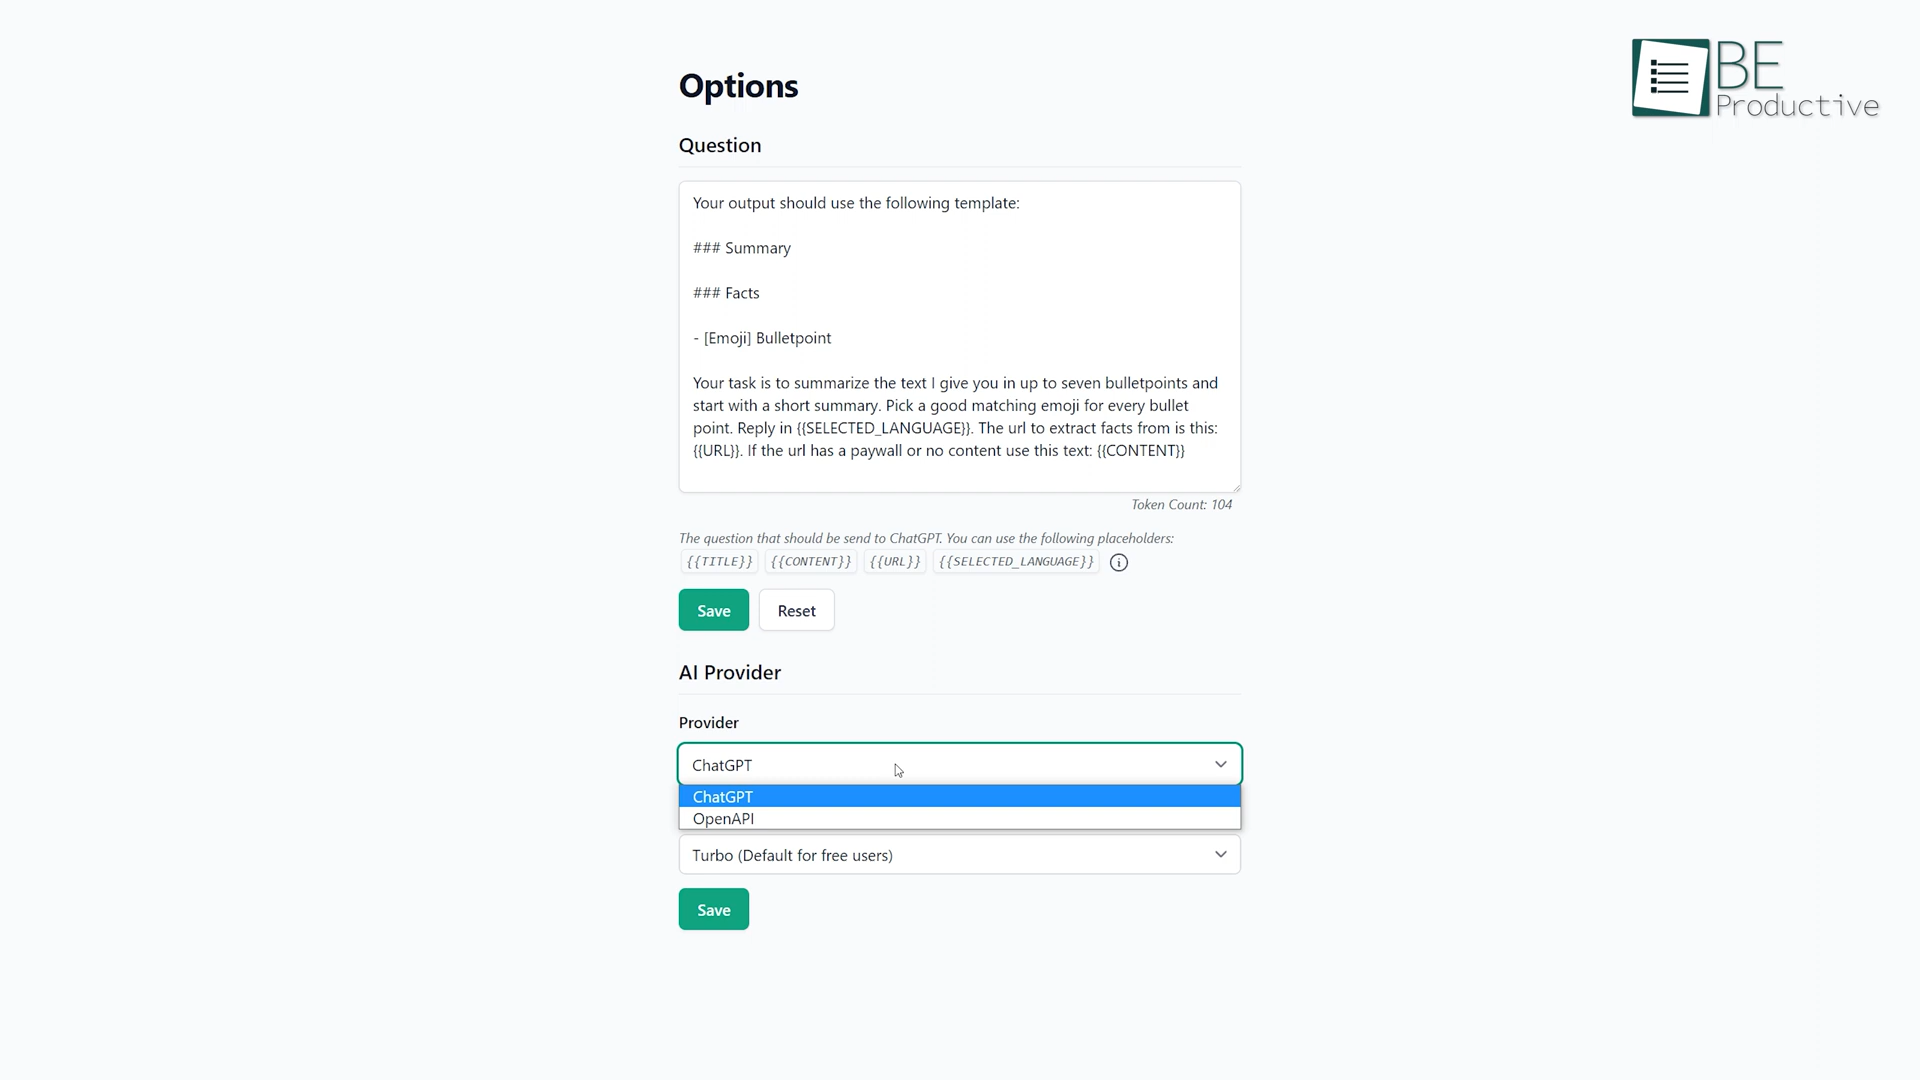 BE
Productive
Options
Question
Your output should use the following template:
### Summary
### Facts
- [Emoji] Bulletpoint
Your task is to summarize the text I give you in up to seven bulletpoints and
start with a short summary. Pick a good matching emoji for every bullet
point. Reply in {{SELECTED_LANGUAGE}}. The url to extract facts from is this:
{{URL}}. If the url has a paywall or no content use this text: {{CONTENT}}
Token Count: 104
The question that should be send to ChatGPT. You can use the following placeholders:
{{TITLE}} {{CONTENT}} {{URL}} {{SELECTED_LANGUAGE}}
Save Reset
AI Provider
Provider
ChatGPT
ChatGPT
OpenAPI
Turbo (Default for free users)
Save